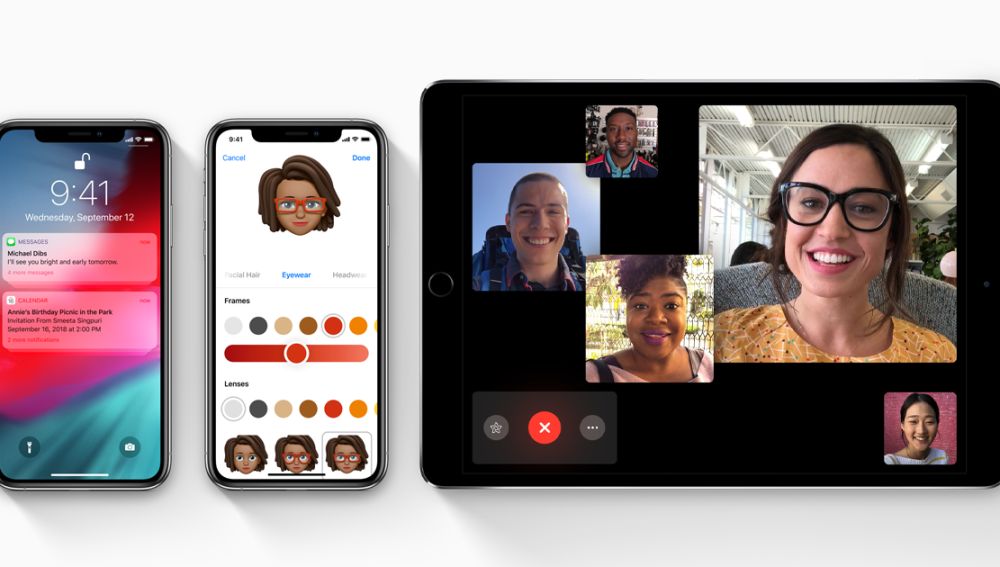 9:41
Wednesday, September 12
MESSAGES now
Michael Dibs
I'll see you bright and early tomorrow.
4 more messages
CALENDAR now
Annie's Birthday Picnic in the Park
Invitation From Smeeta Singpuri
September 16, 2018 at 2:00 PM
2 more notifications
9:41
Cancel Done
Facial Hair Eyewear Headwear
Frames
Lenses